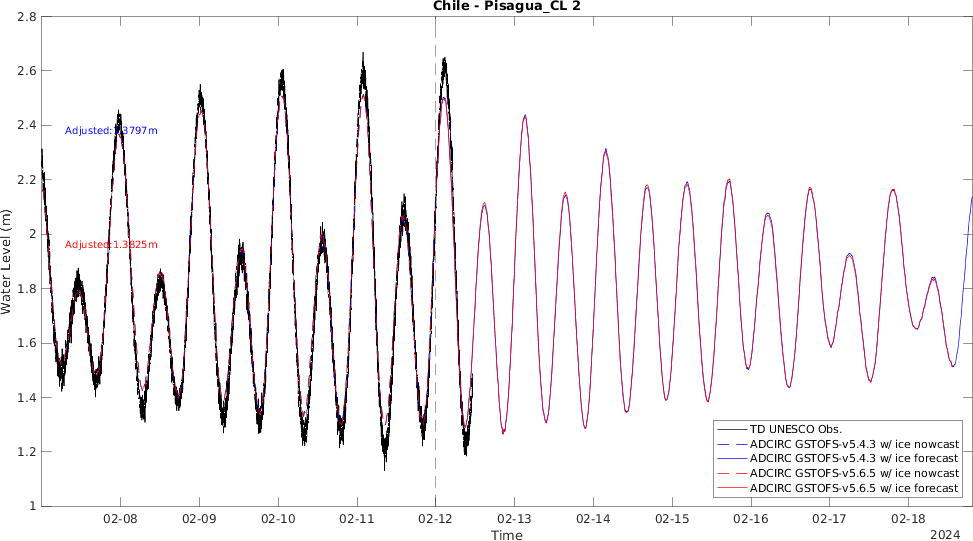 Chile - Pisagua_CL 2
2.8
2.6
2.4
2.2
2
1.8
1.6
1.4
1.2
1
Water Level (m)
Adjusted: 1.3797m
Adjusted: 1.3825m
TD UNESCO Obs.
ADCIRC GSTOFS-v5.4.3 w/ ice nowcast
ADCIRC GSTOFS-v5.4.3 w/ ice forecast
ADCIRC GSTOFS-v5.6.5 w/ ice nowcast
ADCIRC GSTOFS-v5.6.5 w/ ice forecast
02-08 02-09 02-10 02-11 02-12 02-13 02-14 02-15 02-16 02-17 02-18
Time
2024